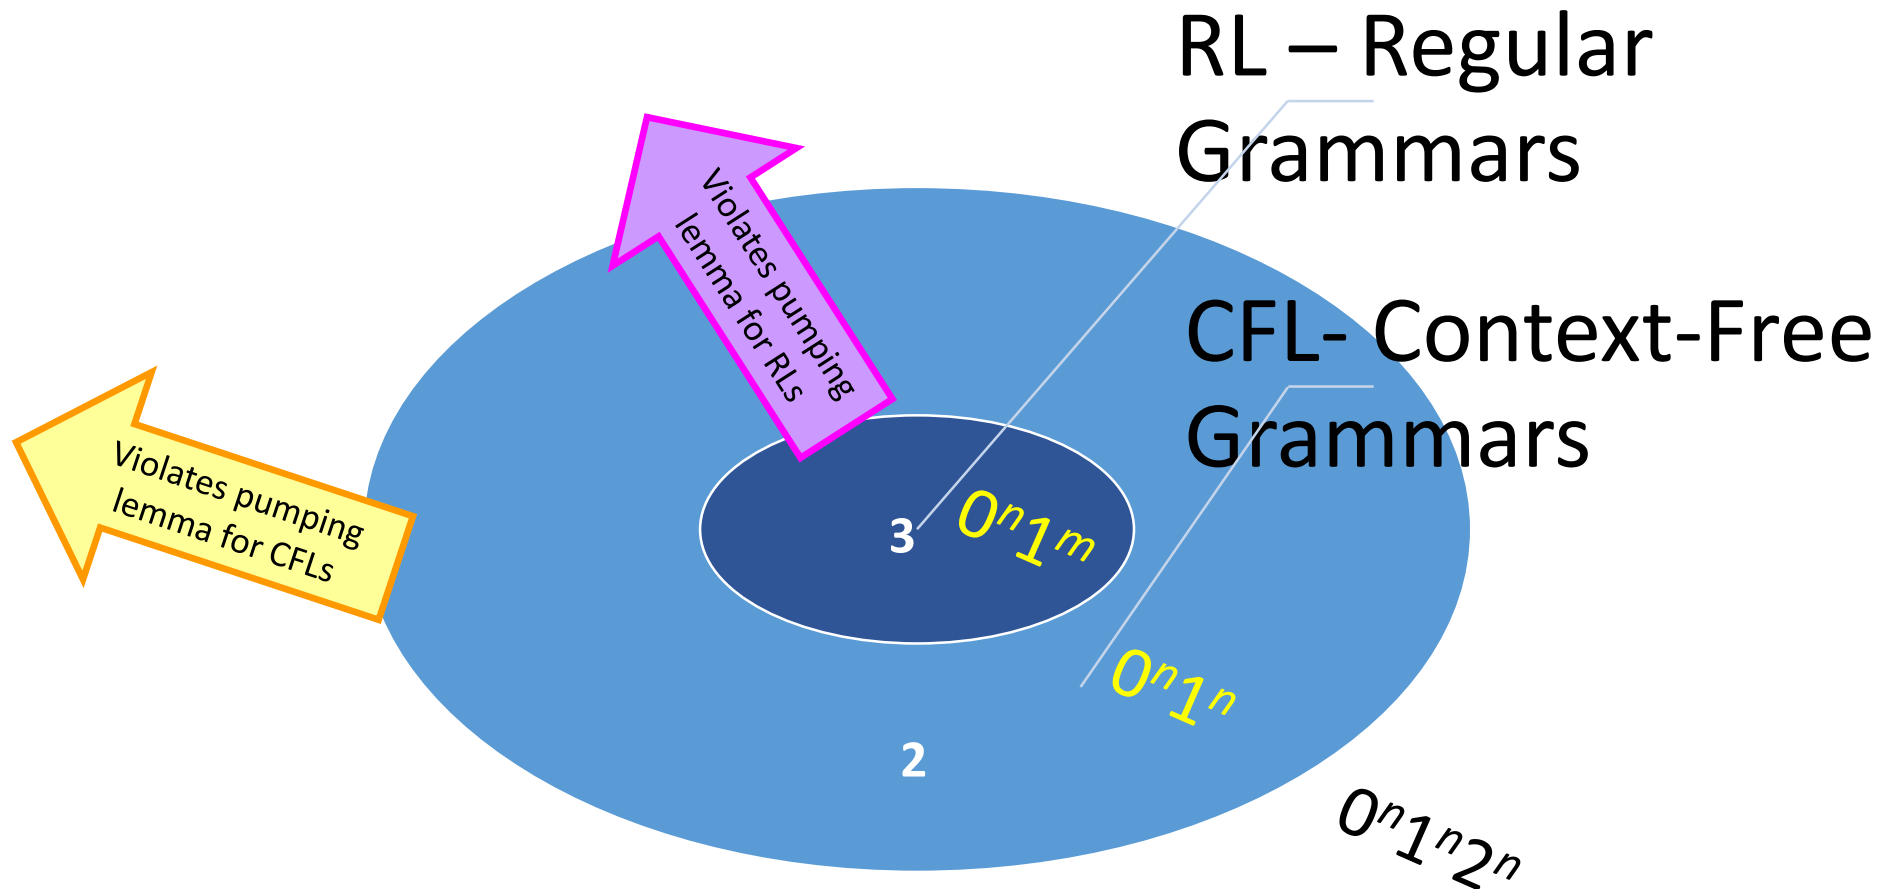 RL – Regular
Grammars
Violates pumping
lemma for RLs
CFL- Context-Free
Grammars
Violates pumping
lemma for CFLs
3
0ⁿ1ᵐ
0ⁿ1ⁿ
2
0ⁿ1ⁿ2ⁿ